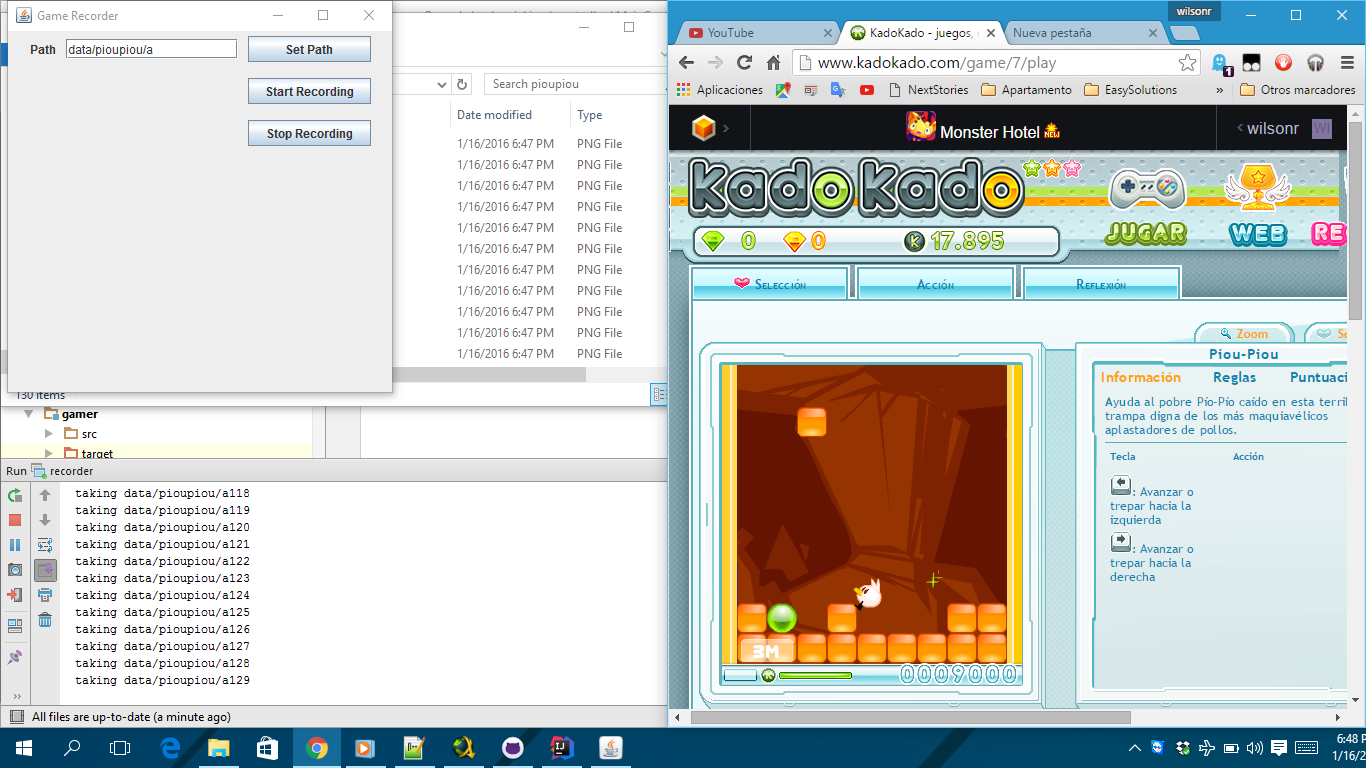 Game Recorder
Path data/pioupiou/a Set Path
Start Recording
Stop Recording
Search pioupiou
Date modified Type
1/16/2016 6:47 PM PNG File
1/16/2016 6:47 PM PNG File
1/16/2016 6:47 PM PNG File
1/16/2016 6:47 PM PNG File
1/16/2016 6:47 PM PNG File
1/16/2016 6:47 PM PNG File
1/16/2016 6:47 PM PNG File
1/16/2016 6:47 PM PNG File
1/16/2016 6:47 PM PNG File
1/16/2016 6:47 PM PNG File
1/16/2016 6:47 PM PNG File
130 items
gamer
src
target
Run recorder
taking data/pioupiou/a118
taking data/pioupiou/a119
taking data/pioupiou/a120
taking data/pioupiou/a121
taking data/pioupiou/a122
taking data/pioupiou/a123
taking data/pioupiou/a124
taking data/pioupiou/a125
taking data/pioupiou/a126
taking data/pioupiou/a127
taking data/pioupiou/a128
taking data/pioupiou/a129
All files are up-to-date (a minute ago)
wilsonr
YouTube KadoKado - juegos, Nueva pestaña
www.kadokado.com/game/7/play 1
Aplicaciones NextStories Apartamento EasySolutions » Otros marcadores
Monster Hotel NEW wilsonr WI
KadoKado
0 0 K 17.895
JUGAR WEB RE
Selección Acción Reflexión
Zoom Se
Piou-Piou
Información Reglas Puntuaci
Ayuda al pobre Pío-Pío caído en esta terri
trampa digna de los más maquiavélicos
aplastadores de pollos.
Tecla Acción
: Avanzar o
trepar hacia la
izquierda
: Avanzar o
trepar hacia la
derecha
3M
0009000
6:48 P
1/16/2